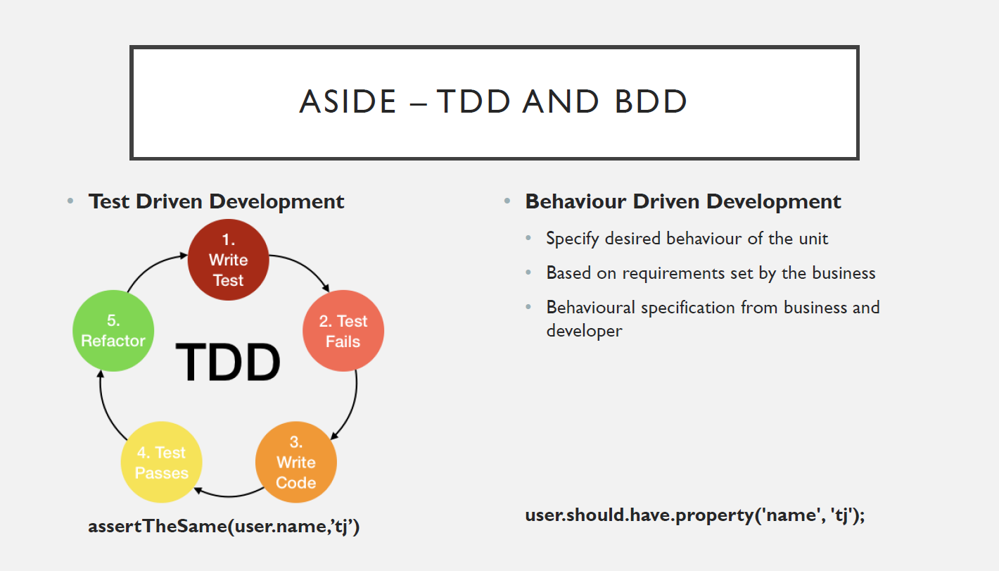 ASIDE – TDD AND BDD
• Test Driven Development
1.
Write
Test
2. Test
Fails
3.
Write
Code
4. Test
Passes
5.
Refactor
TDD
assertTheSame(user.name,’tj’)
• Behaviour Driven Development
• Specify desired behaviour of the unit
• Based on requirements set by the business
• Behavioural specification from business and
developer
user.should.have.property('name', 'tj');